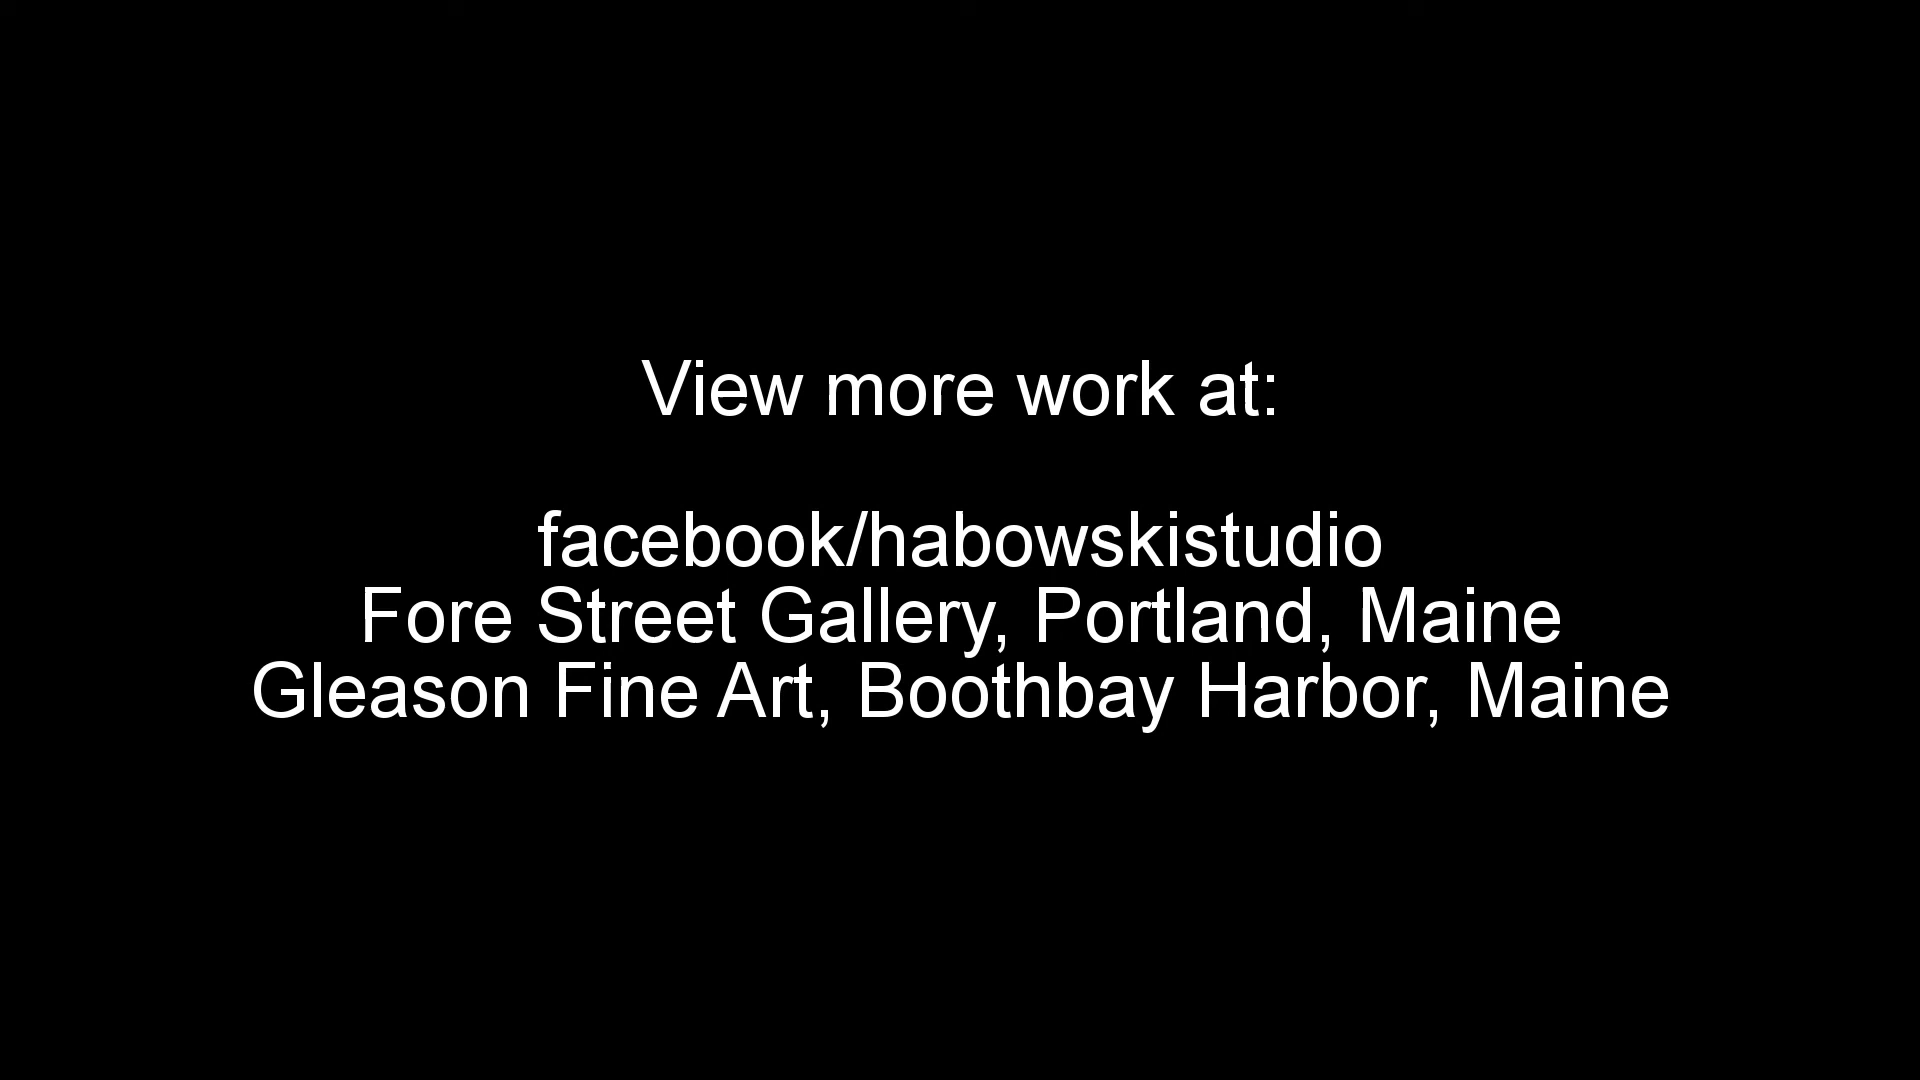 View more work at:
facebook/habowskistudio
Fore Street Gallery, Portland, Maine
Gleason Fine Art, Boothbay Harbor, Maine